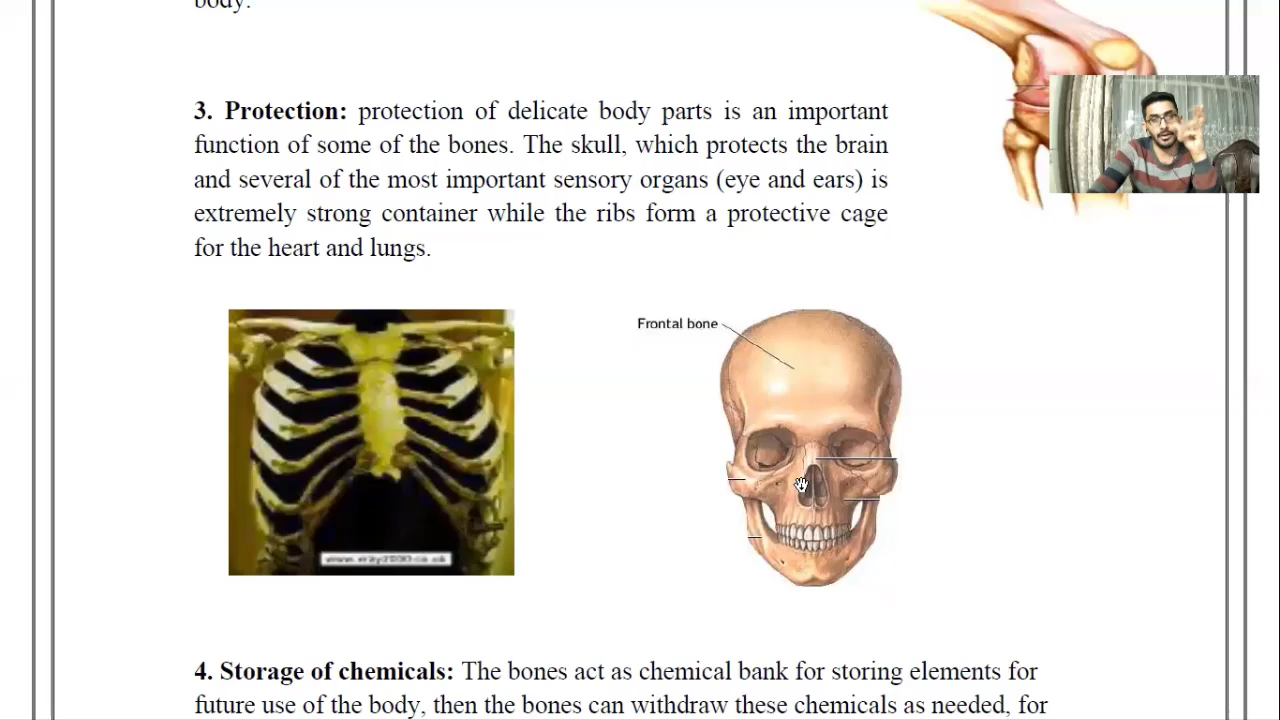 body.
3. Protection: protection of delicate body parts is an important
function of some of the bones. The skull, which protects the brain
and several of the most important sensory organs (eye and ears) is
extremely strong container while the ribs form a protective cage
for the heart and lungs.
Frontal bone
4. Storage of chemicals: The bones act as chemical bank for storing elements for
future use of the body, then the bones can withdraw these chemicals as needed, for